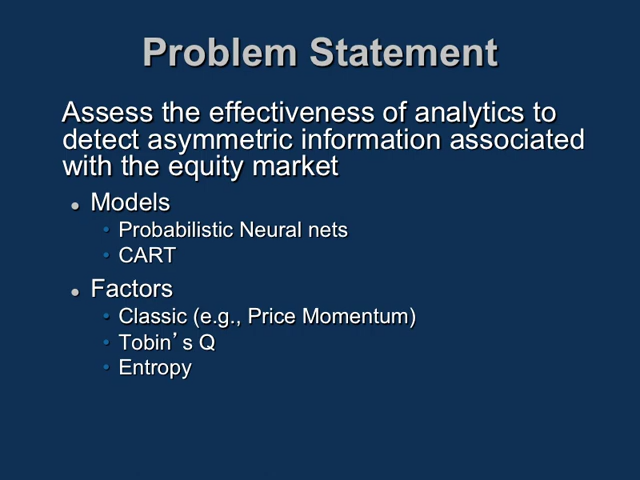 Problem Statement
Assess the effectiveness of analytics to
detect asymmetric information associated
with the equity market
● Models
• Probabilistic Neural nets
• CART
● Factors
• Classic (e.g., Price Momentum)
• Tobin’s Q
• Entropy